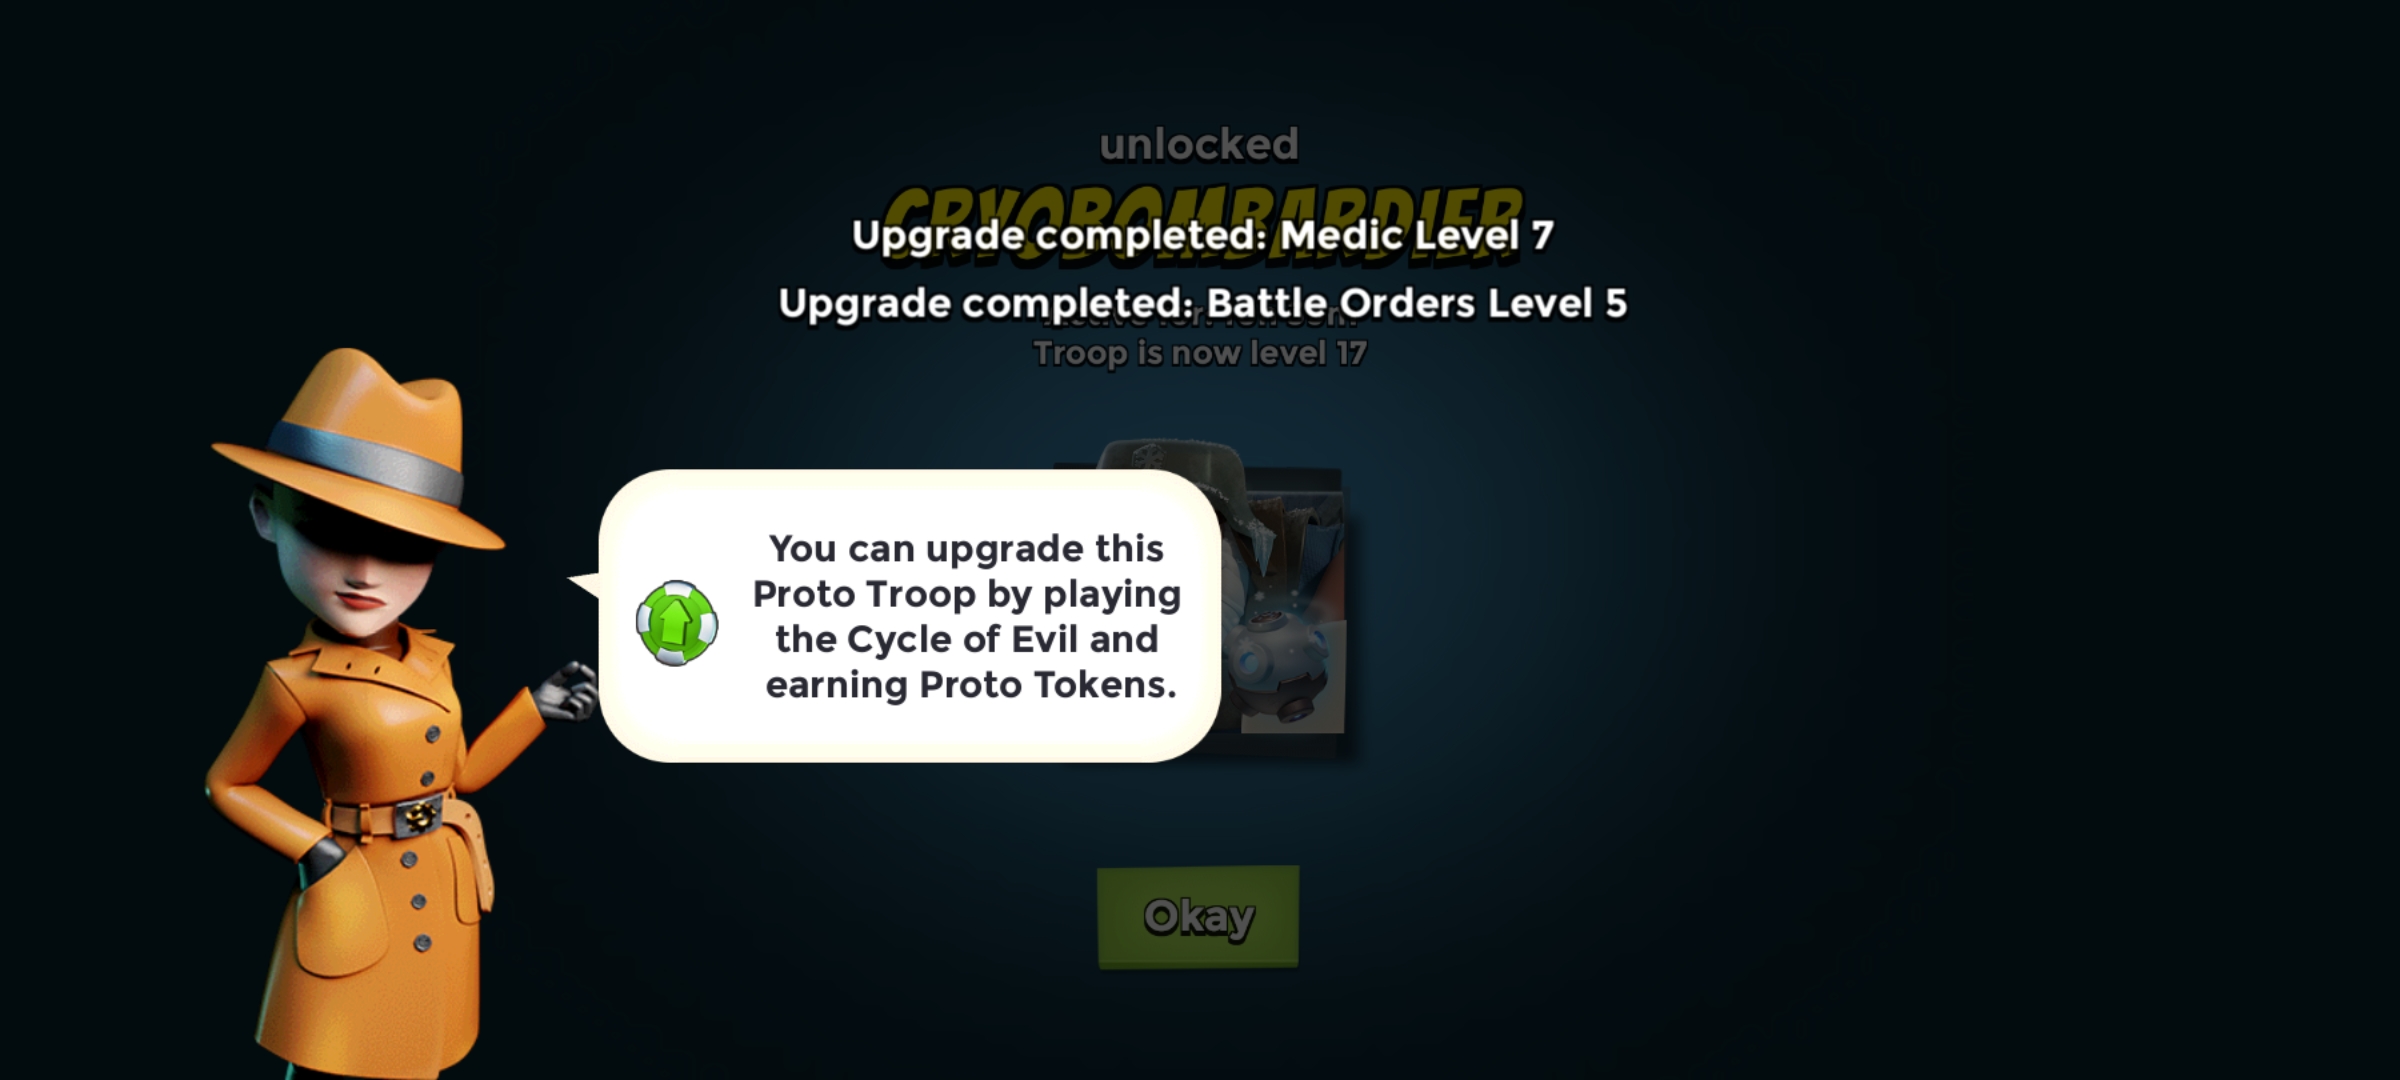 unlocked
CRYOBOMBARDIER
Upgrade completed: Medic Level 7
Upgrade completed: Battle Orders Level 5
Troop is now level 17
You can upgrade this
Proto Troop by playing
the Cycle of Evil and
earning Proto Tokens.
Okay